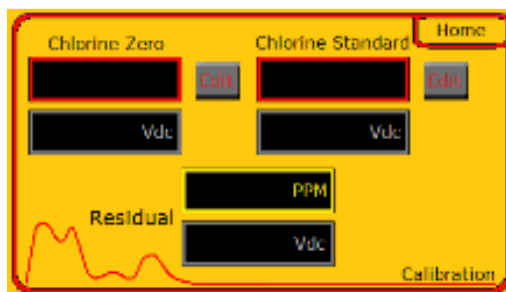 Home
Chlorine Zero Chlorine Standard
Edit Edit
Vdc Vdc
PPM
Residual
Vdc
Calibration